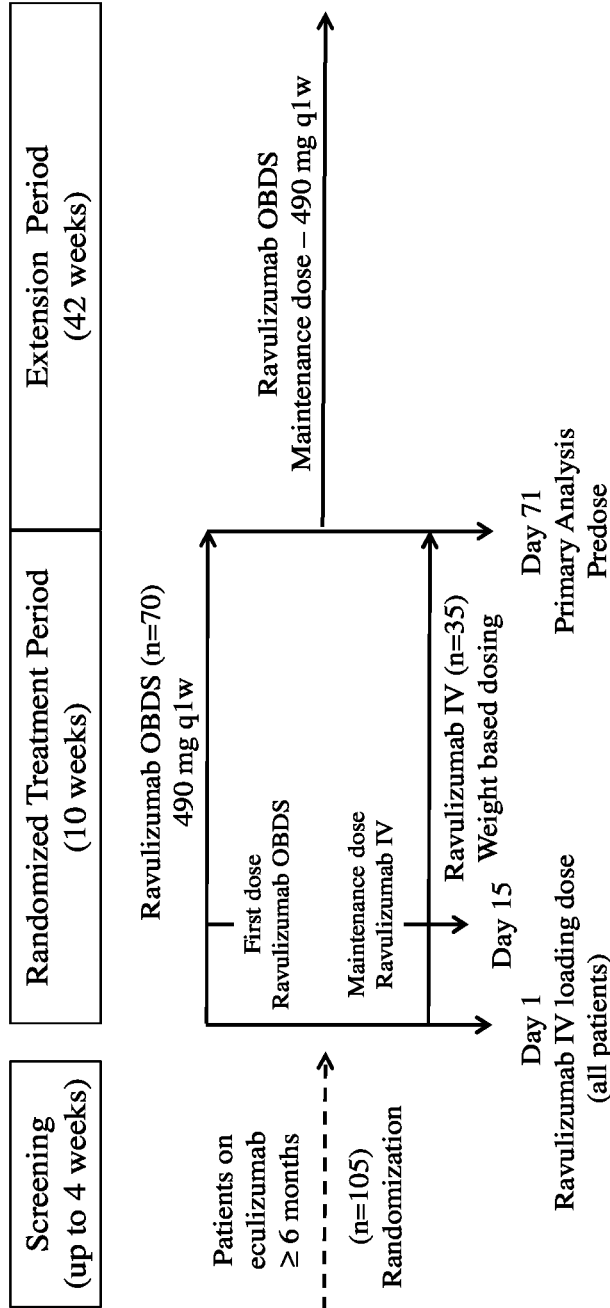 Screening
(up to 4 weeks)
Randomized Treatment Period
(10 weeks)
Extension Period
(42 weeks)
Patients on
eculizumab
≥ 6 months
(n=105)
Randomization
Ravulizumab OBDS (n=70)
490 mg q1w
First dose
Ravulizumab OBDS
Maintenance dose
Ravulizumab IV
Ravulizumab IV (n=35)
Weight based dosing
Ravulizumab OBDS
Maintenance dose – 490 mg q1w
Day 1
Ravulizumab IV loading dose
(all patients)
Day 15
Day 71
Primary Analysis
Predose